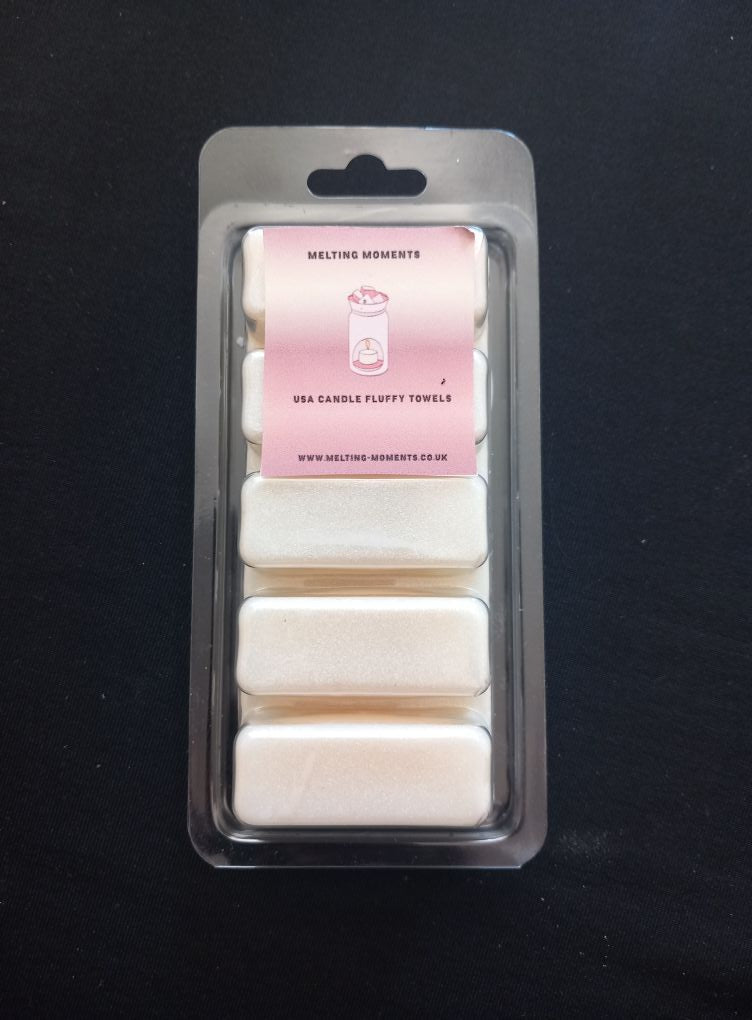 MELTING MOMENTS
USA CANDLE FLUFFY TOWELS
WWW.MELTING-MOMENTS.CO.UK